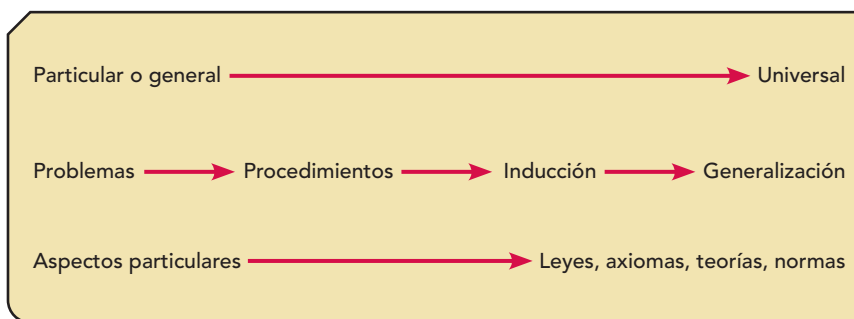 Particular o general Universal
Problemas Procedimientos Inducción Generalización
Aspectos particulares Leyes, axiomas, teorías, normas